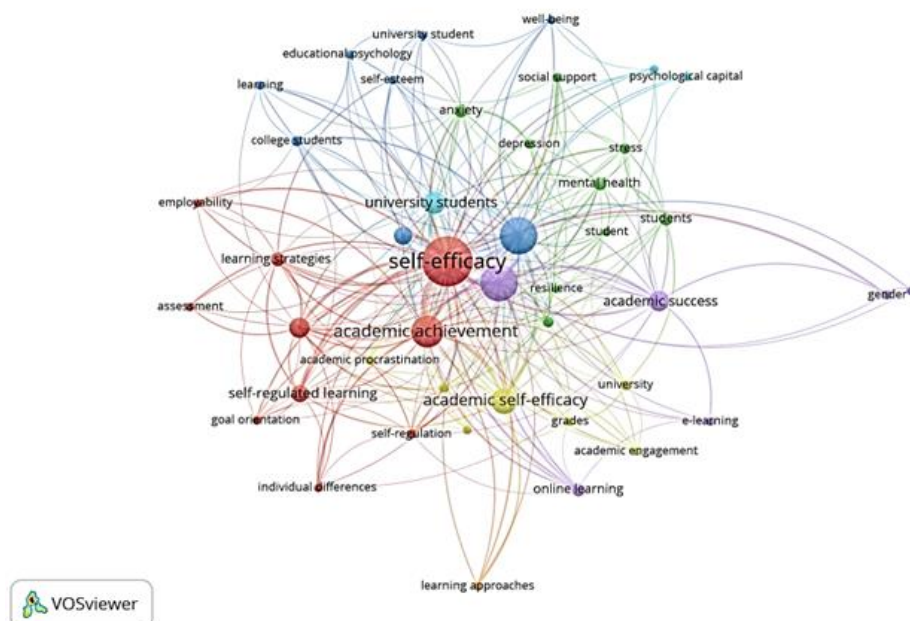 well-being
university student
educational psychology
social support
psychological capital
self-esteem
learning
anxiety
college students
depression
stress
mental health
employability
university students
students
student
self-efficacy
learning strategies
resilience
gender
academic success
assessment
academic achievement
academic procrastination
university
self-regulated learning
academic self-efficacy
goal orientation
grades
e-learning
self-regulation
academic engagement
individual differences
online learning
learning approaches
VOSviewer